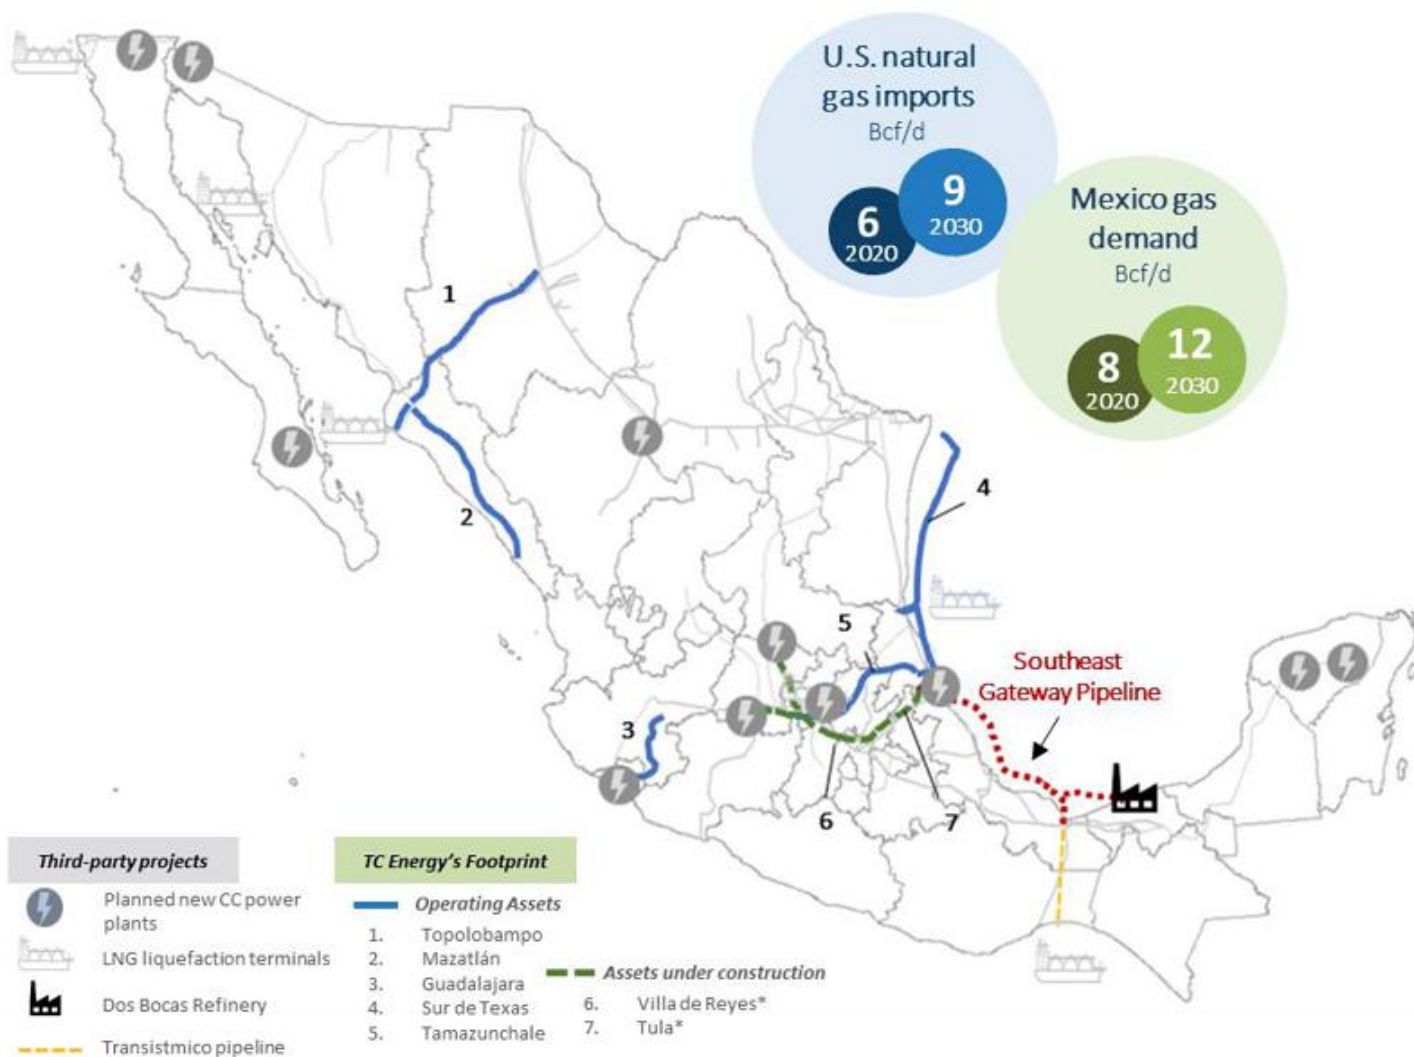 U.S. natural
gas imports
Bcf/d
6
2020
9
2030
Mexico gas
demand
Bcf/d
8
2020
12
2030
1
2
4
5
3
6
7
Southeast
Gateway Pipeline
Third-party projects
Planned new CC power
plants
LNG liquefaction terminals
Dos Bocas Refinery
Transistmico pipeline
TC Energy's Footprint
Operating Assets
1. Topolobampo
2. Mazatlán
3. Guadalajara
4. Sur de Texas
5. Tamazunchale
Assets under construction
6. Villa de Reyes*
7. Tula*